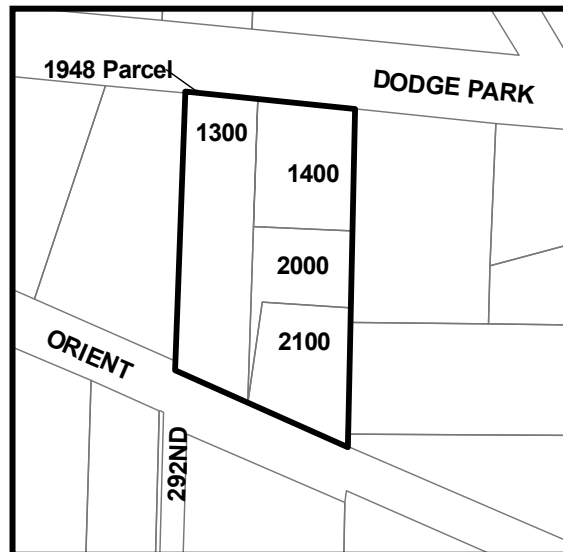 1948 Parcel
DODGE PARK
1300
1400
2000
2100
ORIENT
292ND